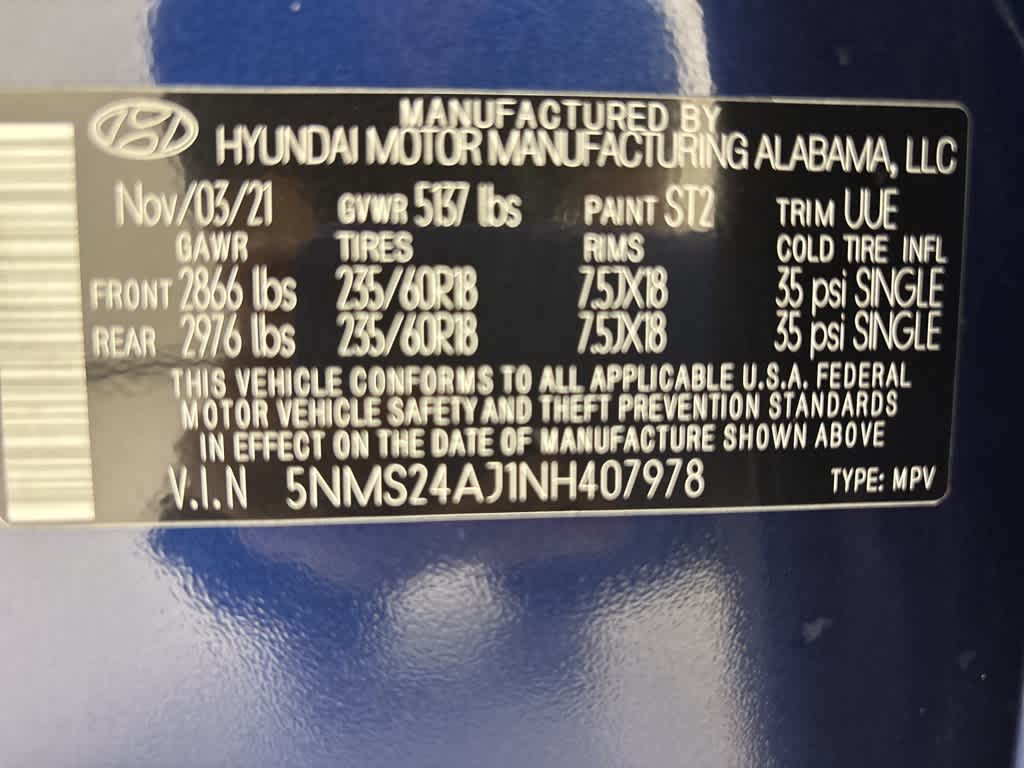 MANUFACTURED BY
HYUNDAI MOTOR MANUFACTURING ALABAMA, LLC
Nov/03/21 GVWR 5137 lbs PAINT ST2 TRIM UUE
GAWR TIRES RIMS COLD TIRE INFL
FRONT 2866 lbs 235/60R18 7.5JX18 35 psi SINGLE
REAR 2976 lbs 235/60R18 7.5JX18 35 psi SINGLE
THIS VEHICLE CONFORMS TO ALL APPLICABLE U.S.A. FEDERAL
MOTOR VEHICLE SAFETY AND THEFT PREVENTION STANDARDS
IN EFFECT ON THE DATE OF MANUFACTURE SHOWN ABOVE
V.I.N 5NMS24AJ1NH407978 TYPE: MPV